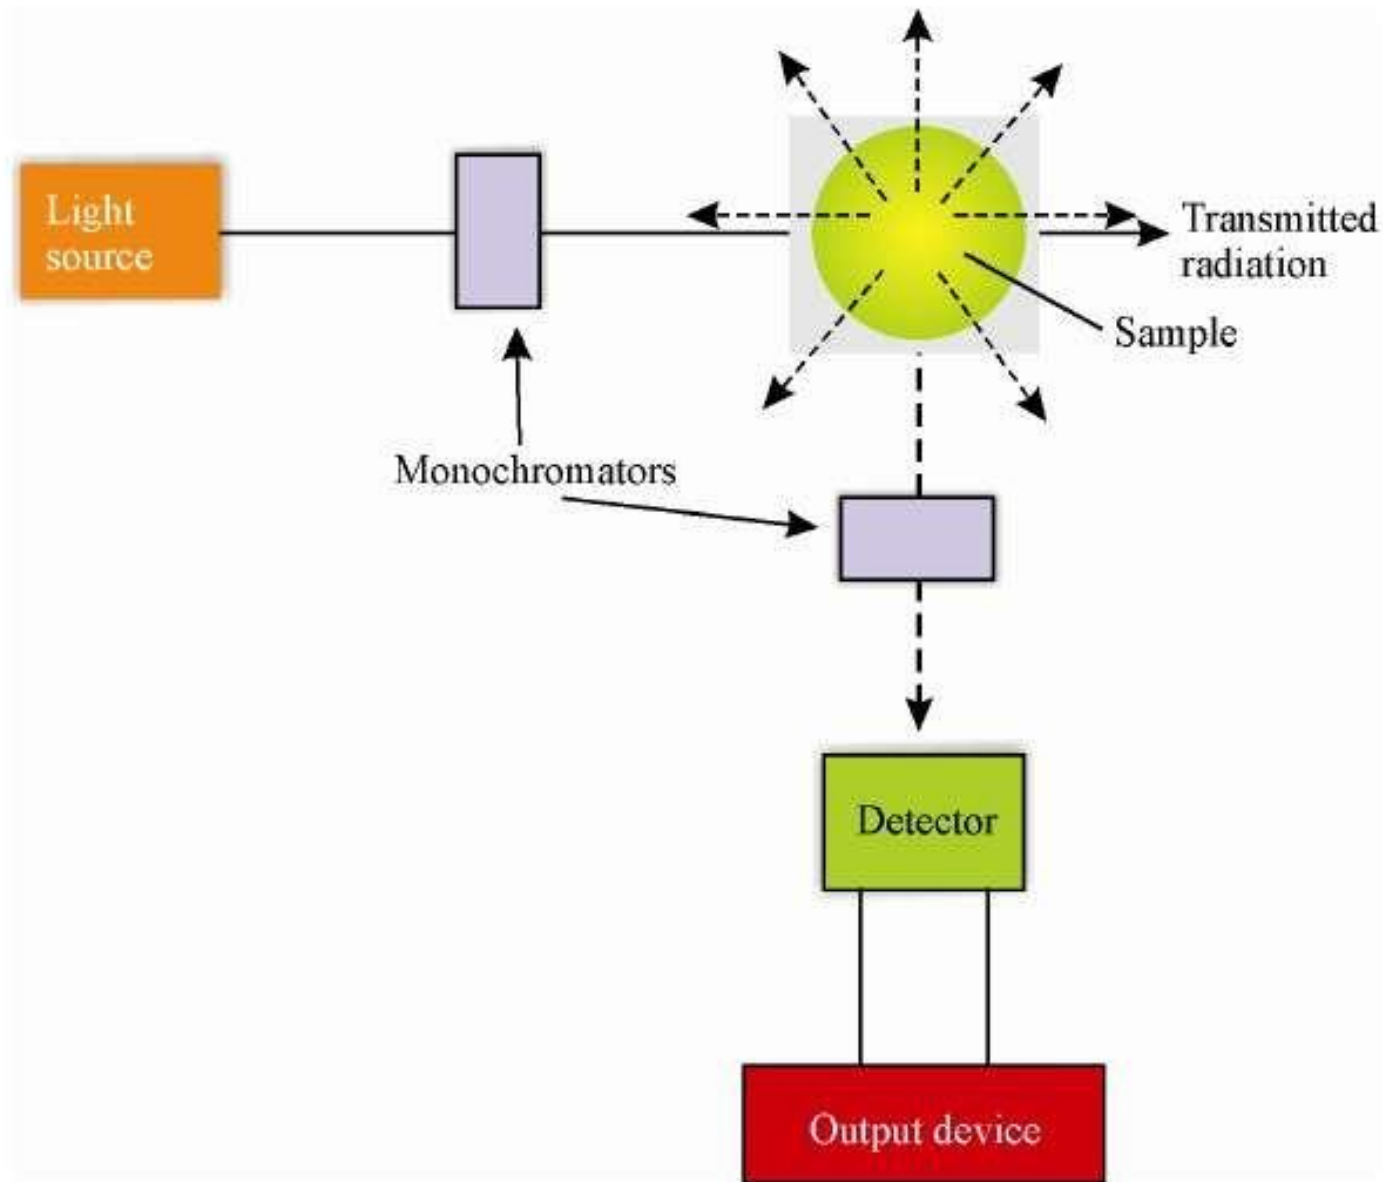 Light
source
Transmitted
radiation
Sample
Monochromators
Detector
Output device